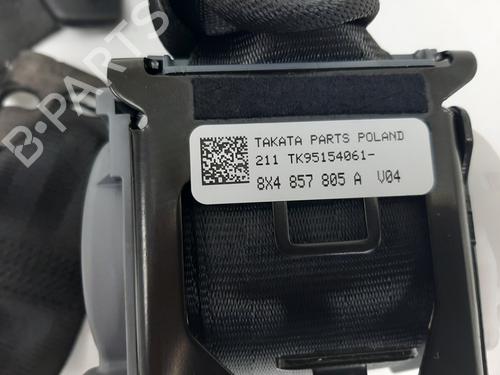 B-PARTS
TAKATA PARTS POLAND
211 TK95154061-
8X4 857 805 A V04